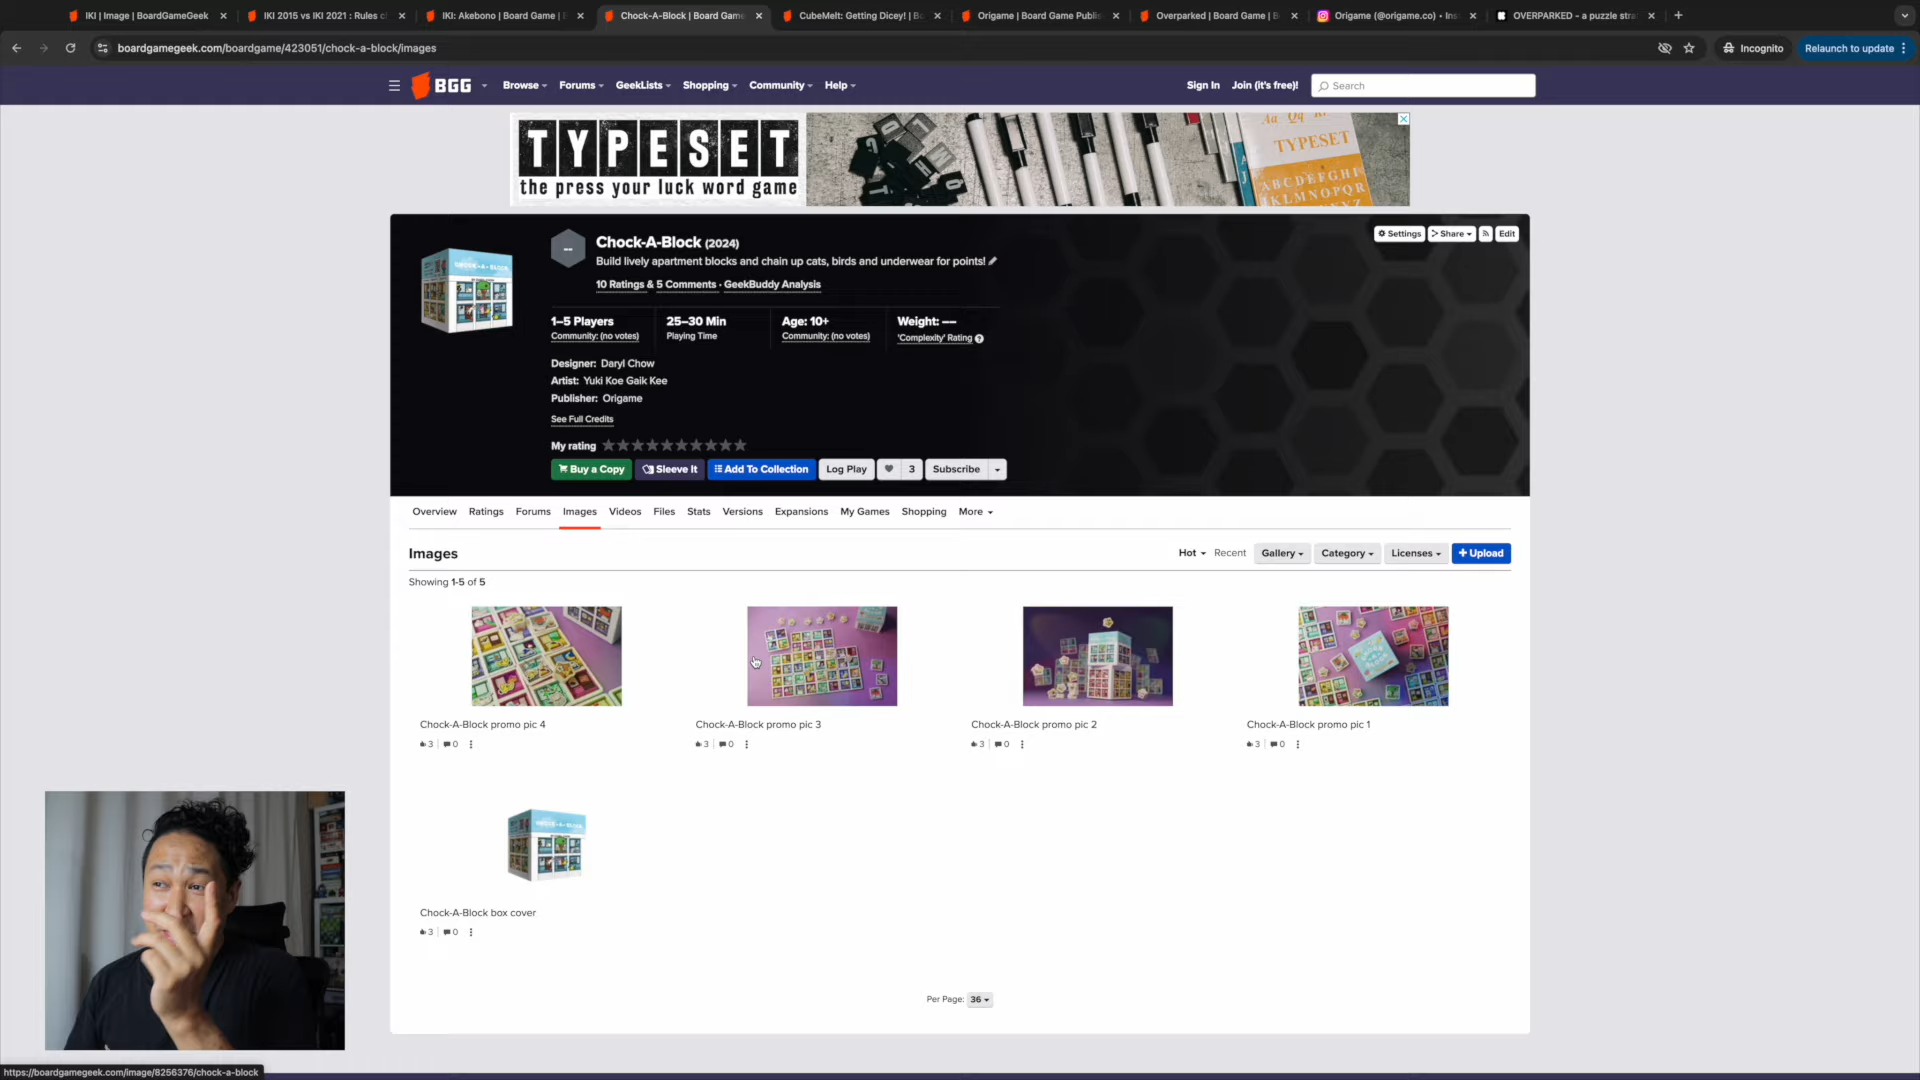 IKI | Image | BoardGameGeek
IKI 2015 vs IKI 2021 : Rules c
IKI: Akebono | Board Game |
Chock-A-Block | Board Game
CubeMelt: Getting Dicey! |
Origame | Board Game Publis
Overparked | Board Game |
Origame (@origame.co) • Ins
OVERPARKED - a puzzle stra
boardgamegeek.com/boardgame/423051/chock-a-block/images
Incognito
Relaunch to update
BGG
Browse
Forums
GeekLists
Shopping
Community
Help
Sign In
Join (it's free)!
Search
TYPESET
the press your luck word game
Aa Qq
TYPESET
ABCDEFGHI
JKLMNOPQR
Chock-A-Block (2024)
Build lively apartment blocks and chain up cats, birds and underwear for points!
10 Ratings & 5 Comments · GeekBuddy Analysis
1–5 Players
Community: (no votes)
25–30 Min
Playing Time
Age: 10+
Community: (no votes)
Weight: ––
'Complexity' Rating
Designer: Daryl Chow
Artist: Yuki Koe Gaik Kee
Publisher: Origame
See Full Credits
My rating
Buy a Copy
Sleeve It
Add To Collection
Log Play
3
Subscribe
Settings
Share
Edit
CHOCK-A-BLOCK
Overview
Ratings
Forums
Images
Videos
Files
Stats
Versions
Expansions
My Games
Shopping
More
Images
Hot
Recent
Gallery
Category
Licenses
Upload
Showing 1-5 of 5
Chock-A-Block promo pic 4
3 0
Chock-A-Block promo pic 3
3 0
Chock-A-Block promo pic 2
3 0
Chock-A-Block promo pic 1
3 0
CHOCK-A-BLOCK
Chock-A-Block box cover
3 0
Per Page: 36
https://boardgamegeek.com/image/8256376/chock-a-block